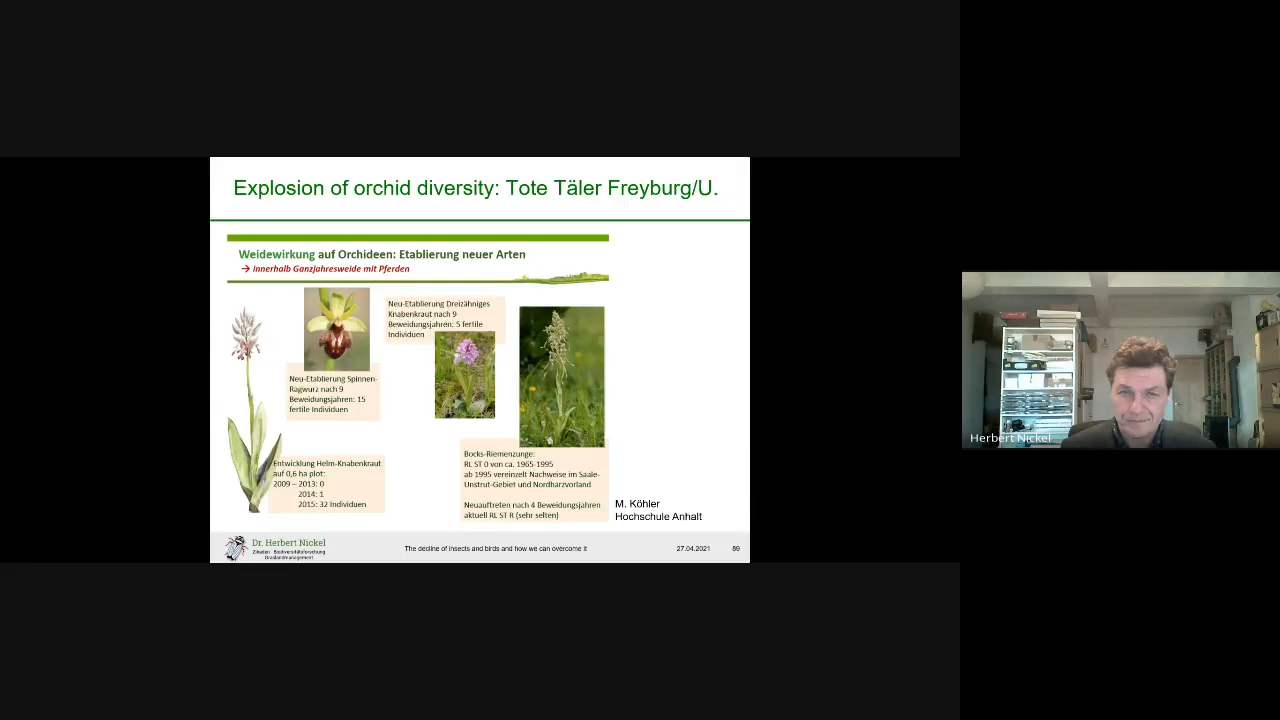 Explosion of orchid diversity: Tote Täler Freyburg/U.
Weidewirkung auf Orchideen: Etablierung neuer Arten
→ innerhalb Ganzjahresweide mit Pferden
Neu-Etablierung Dreizähniges
Knabenkraut nach 9
Beweidungsjahren: 5 fertile
Individuen
Neu-Etablierung Spinnen-
Ragwurz nach 9
Beweidungsjahren: 15
fertile Individuen
Entwicklung Helm-Knabenkraut
auf 0,6 ha plot:
2009 – 2013: 0
2014: 1
2015: 32 Individuen
Bocks-Riemenzunge:
RL ST 0 von ca. 1965-1995
ab 1995 vereinzelt Nachweise im Saale-
Unstrut-Gebiet und Nordharzvorland
Neuauftreten nach 4 Beweidungsjahren
aktuell RL ST R (sehr selten)
M. Köhler
Hochschule Anhalt
Dr. Herbert Nickel
Zikaden Biodiversitätsforschung
Graslandmanagement
The decline of insects and birds and how we can overcome it
27.04.2021
89
Herbert Nickel